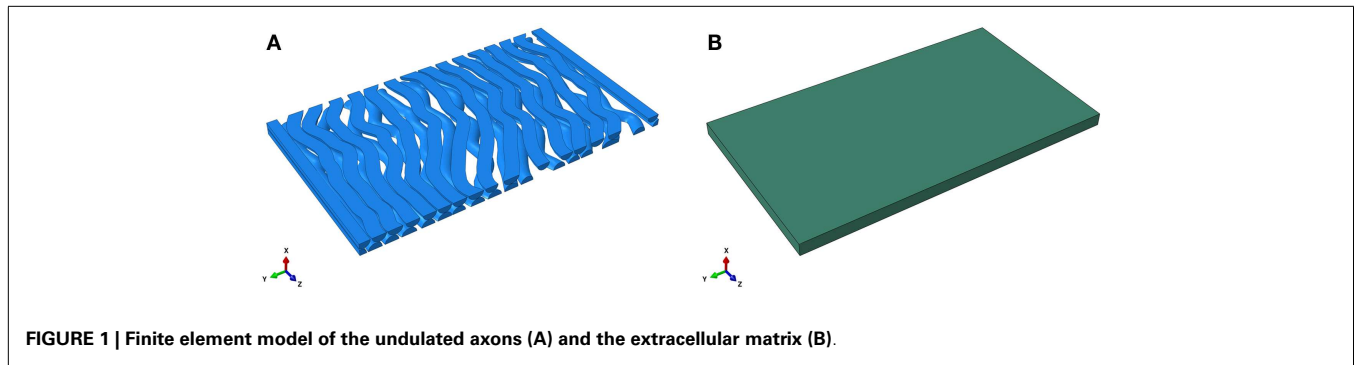 A
B
X
Y
Z
X
Y
Z
FIGURE 1 | Finite element model of the undulated axons (A) and the extracellular matrix (B).